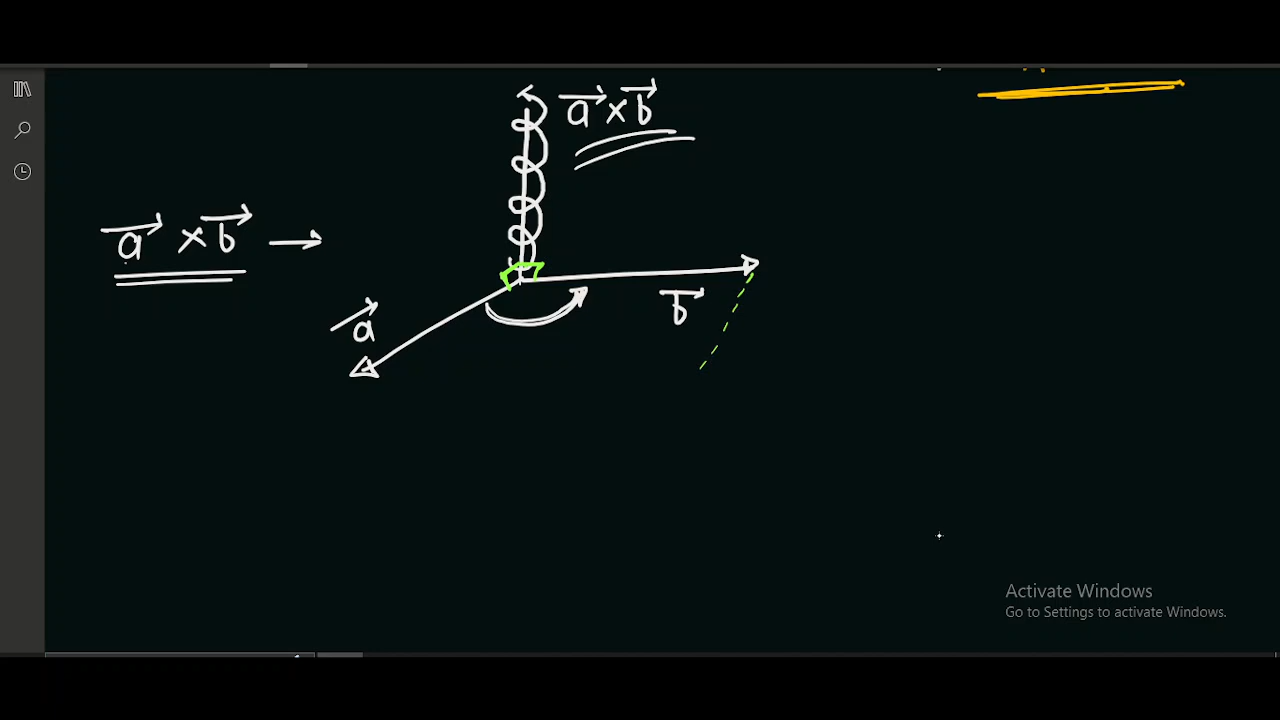 a⃗ × b⃗
a⃗ × b⃗ →
a⃗
b⃗
Activate Windows
Go to Settings to activate Windows.